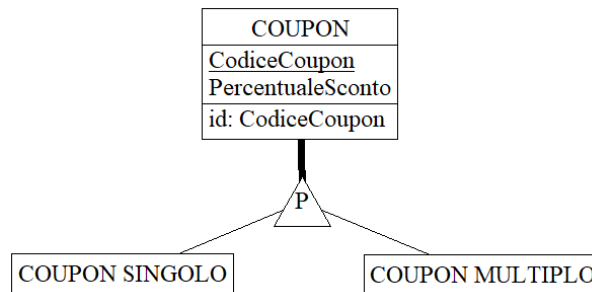 COUPON
CodiceCoupon
PercentualeSconto
id: CodiceCoupon
P
COUPON SINGOLO
COUPON MULTIPLO